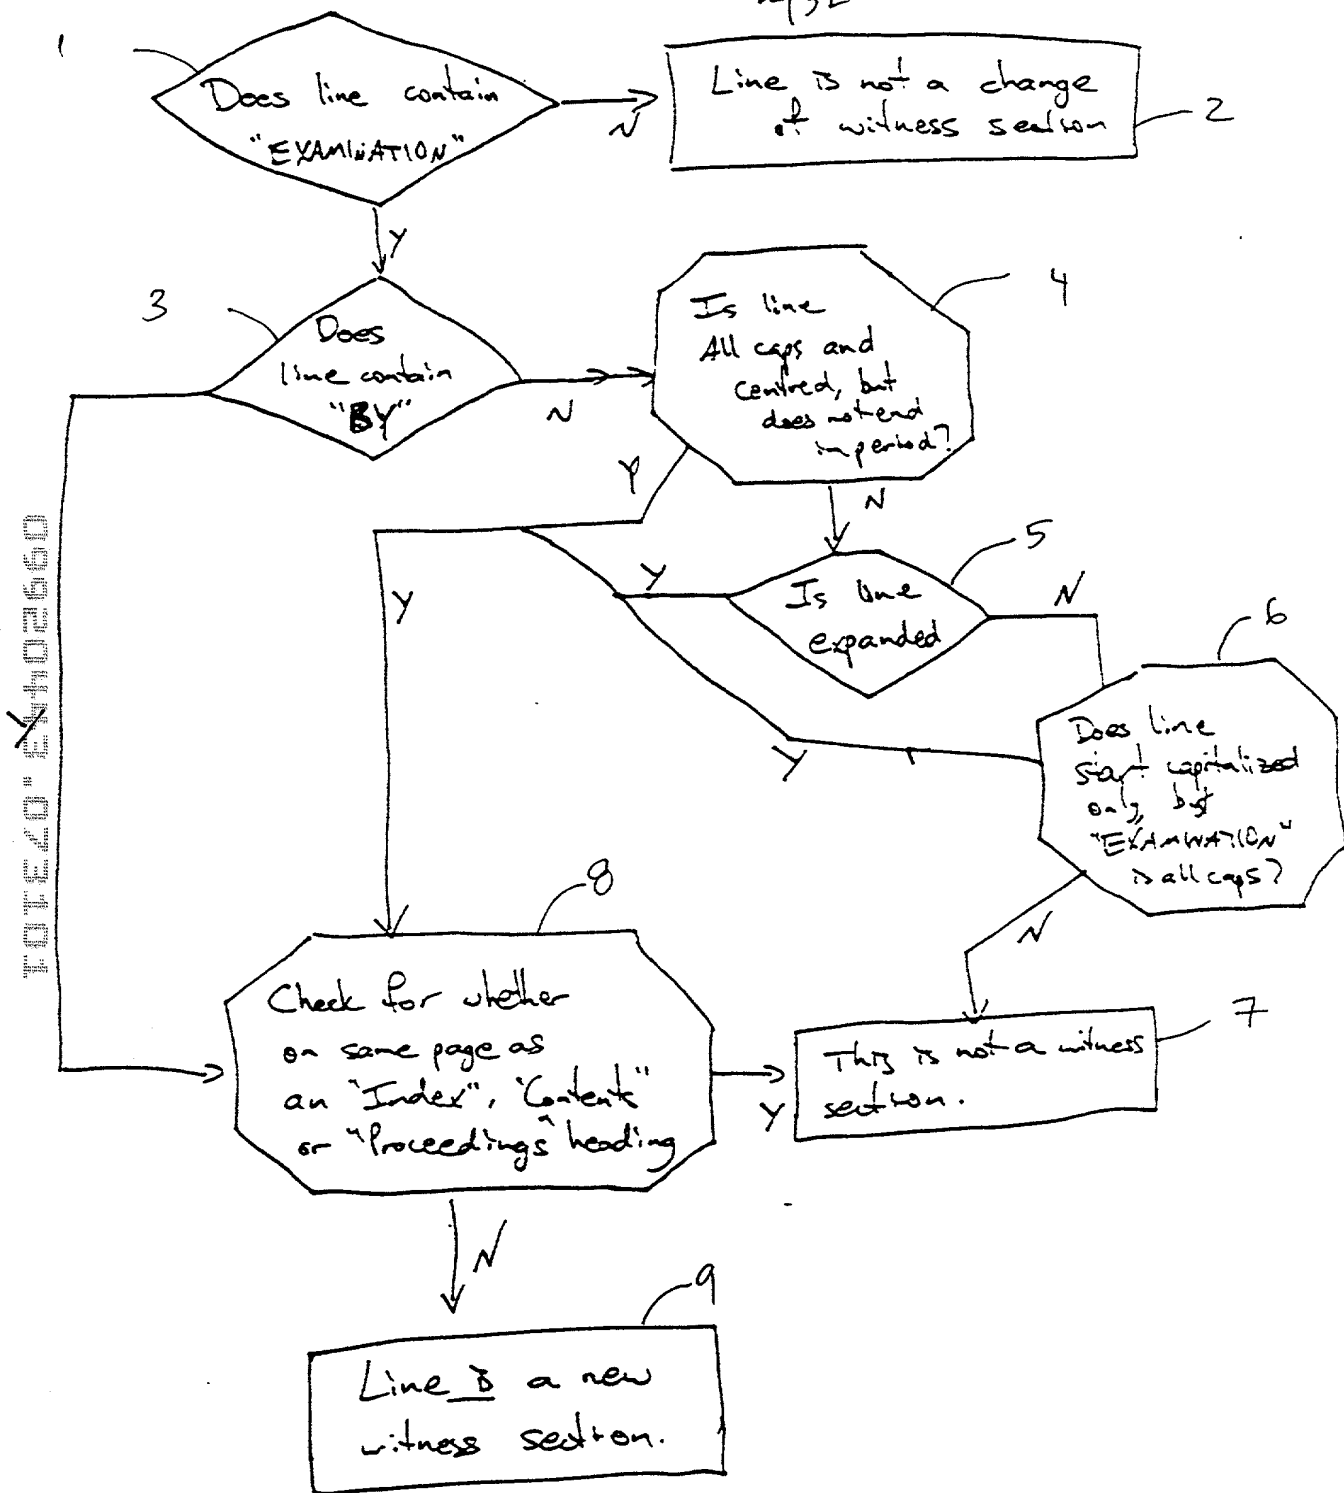 1
Does line contain
"EXAMINATION"
N
Line is not a change
of witness section
2
Y
3
Does
line contain
"BY"
N
Is line
All caps and
centred, but
does not end
in period?
4
Y
N
Y
Is line
expanded
5
N
Y
Y
Does line
start capitalized
only, but
"EXAMINATION"
is all caps?
6
Y
N
Check for whether
on same page as
an "Index", "Contents"
or "Proceedings" heading
8
Y
This is not a witness
section.
7
N
Line is a new
witness section.
9